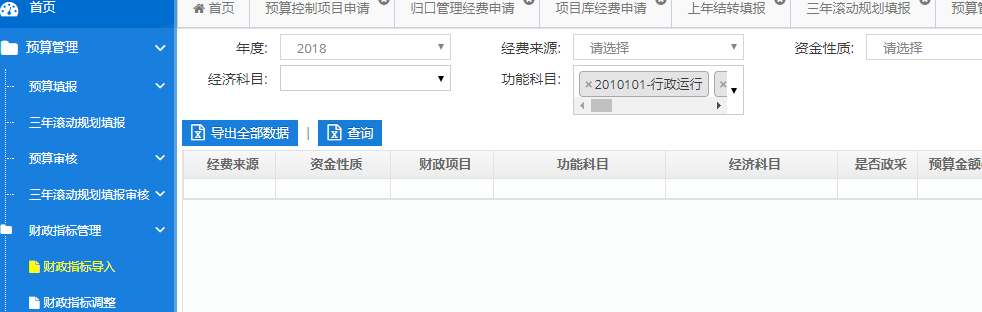 首页
预算管理
预算填报
三年滚动规划填报
预算审核
三年滚动规划填报审核
财政指标管理
财政指标导入
财政指标调整
首页 预算控制项目申请 归口管理经费申请 项目库经费申请 上年结转填报 三年滚动规划填报 预算管
年度: 2018 经费来源: 请选择 资金性质: 请选择
经济科目: 功能科目: ×2010101-行政运行 ×
导出全部数据 | 查询
经费来源 资金性质 财政项目 功能科目 经济科目 是否政采 预算金额